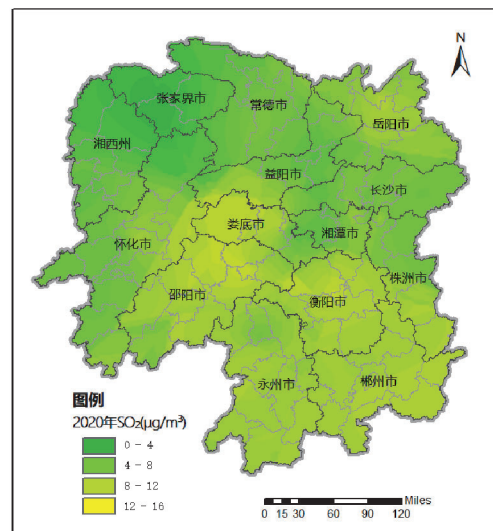 N
张家界市
常德市
岳阳市
湘西州
益阳市
长沙市
娄底市
怀化市
湘潭市
株洲市
邵阳市
衡阳市
永州市
郴州市
图例
2020年SO₂(μg/m³)
0 - 4
4 - 8
8 - 12
12 - 16
Miles
0 15 30 60 90 120